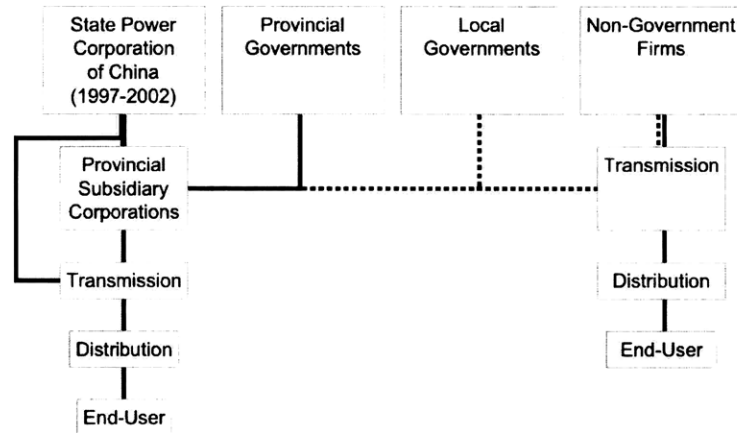 State Power
Corporation
of China
(1997-2002)
Provincial
Governments
Local
Governments
Non-Government
Firms
Provincial
Subsidiary
Corporations
Transmission
Transmission
Distribution
Distribution
End-User
End-User